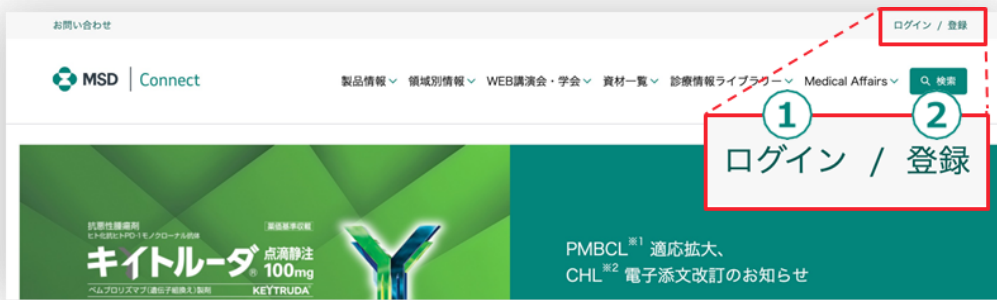 お問い合わせ
ログイン / 登録
MSD Connect
製品情報 領域別情報 WEB講演会・学会 資材一覧 診療情報ライブラリー Medical Affairs 検索
① ②
ログイン / 登録
抗悪性腫瘍剤
ヒト化抗ヒトPD-1モノクローナル抗体
薬価基準収載
キイトルーダ® 点滴静注 100mg
ペムブロリズマブ(遺伝子組換え)製剤 KEYTRUDA
PMBCL※1 適応拡大、
CHL※2 電子添文改訂のお知らせ